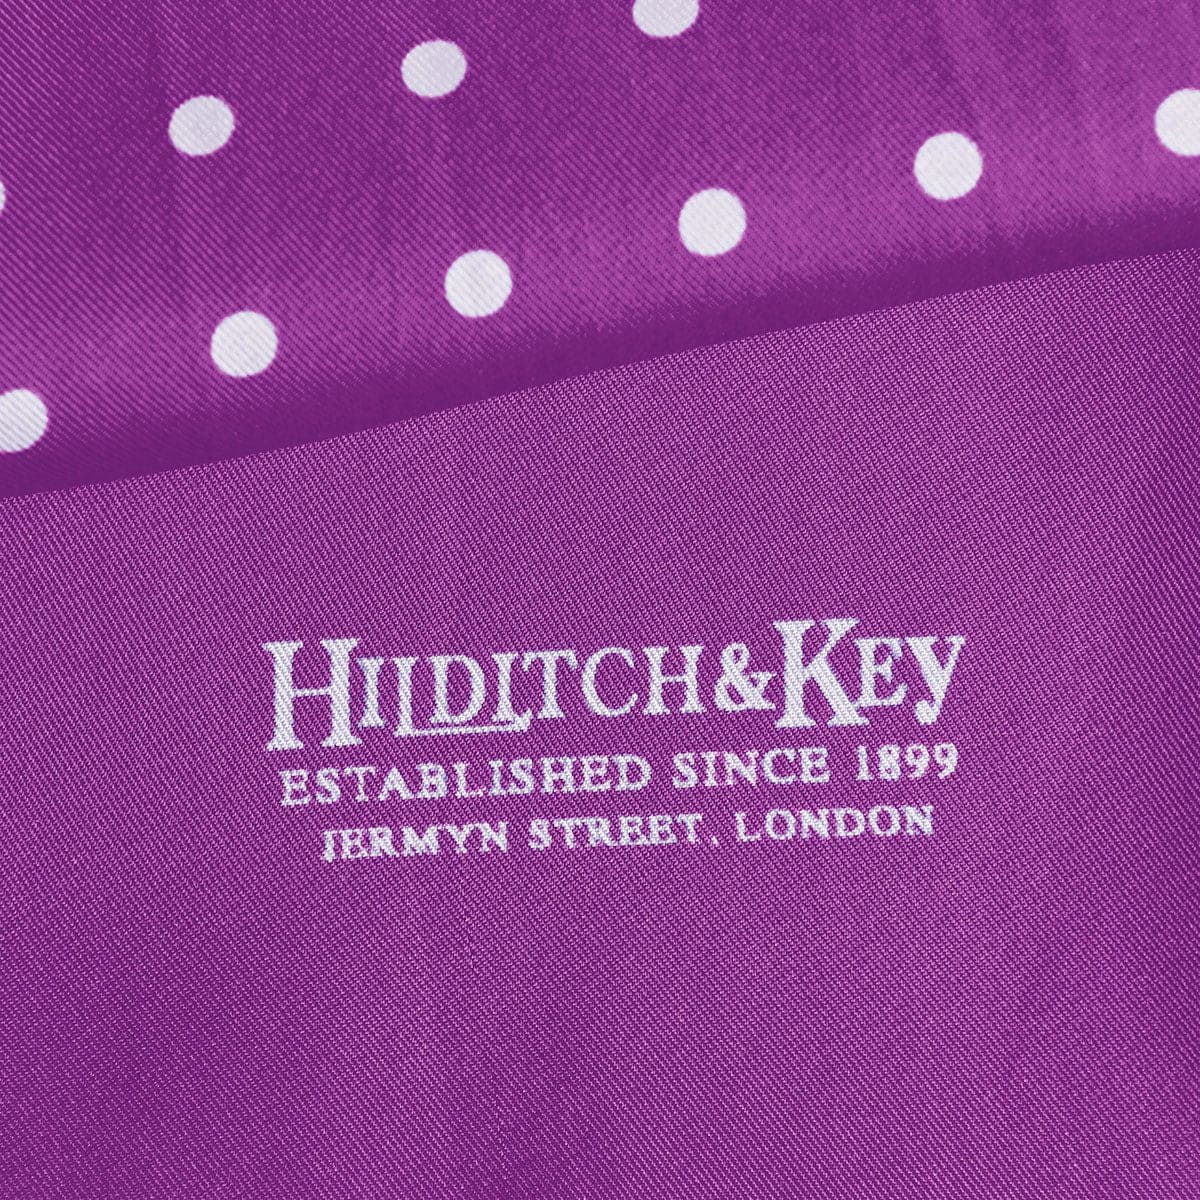 HILDITCH & KEY
ESTABLISHED SINCE 1899
JERMYN STREET, LONDON